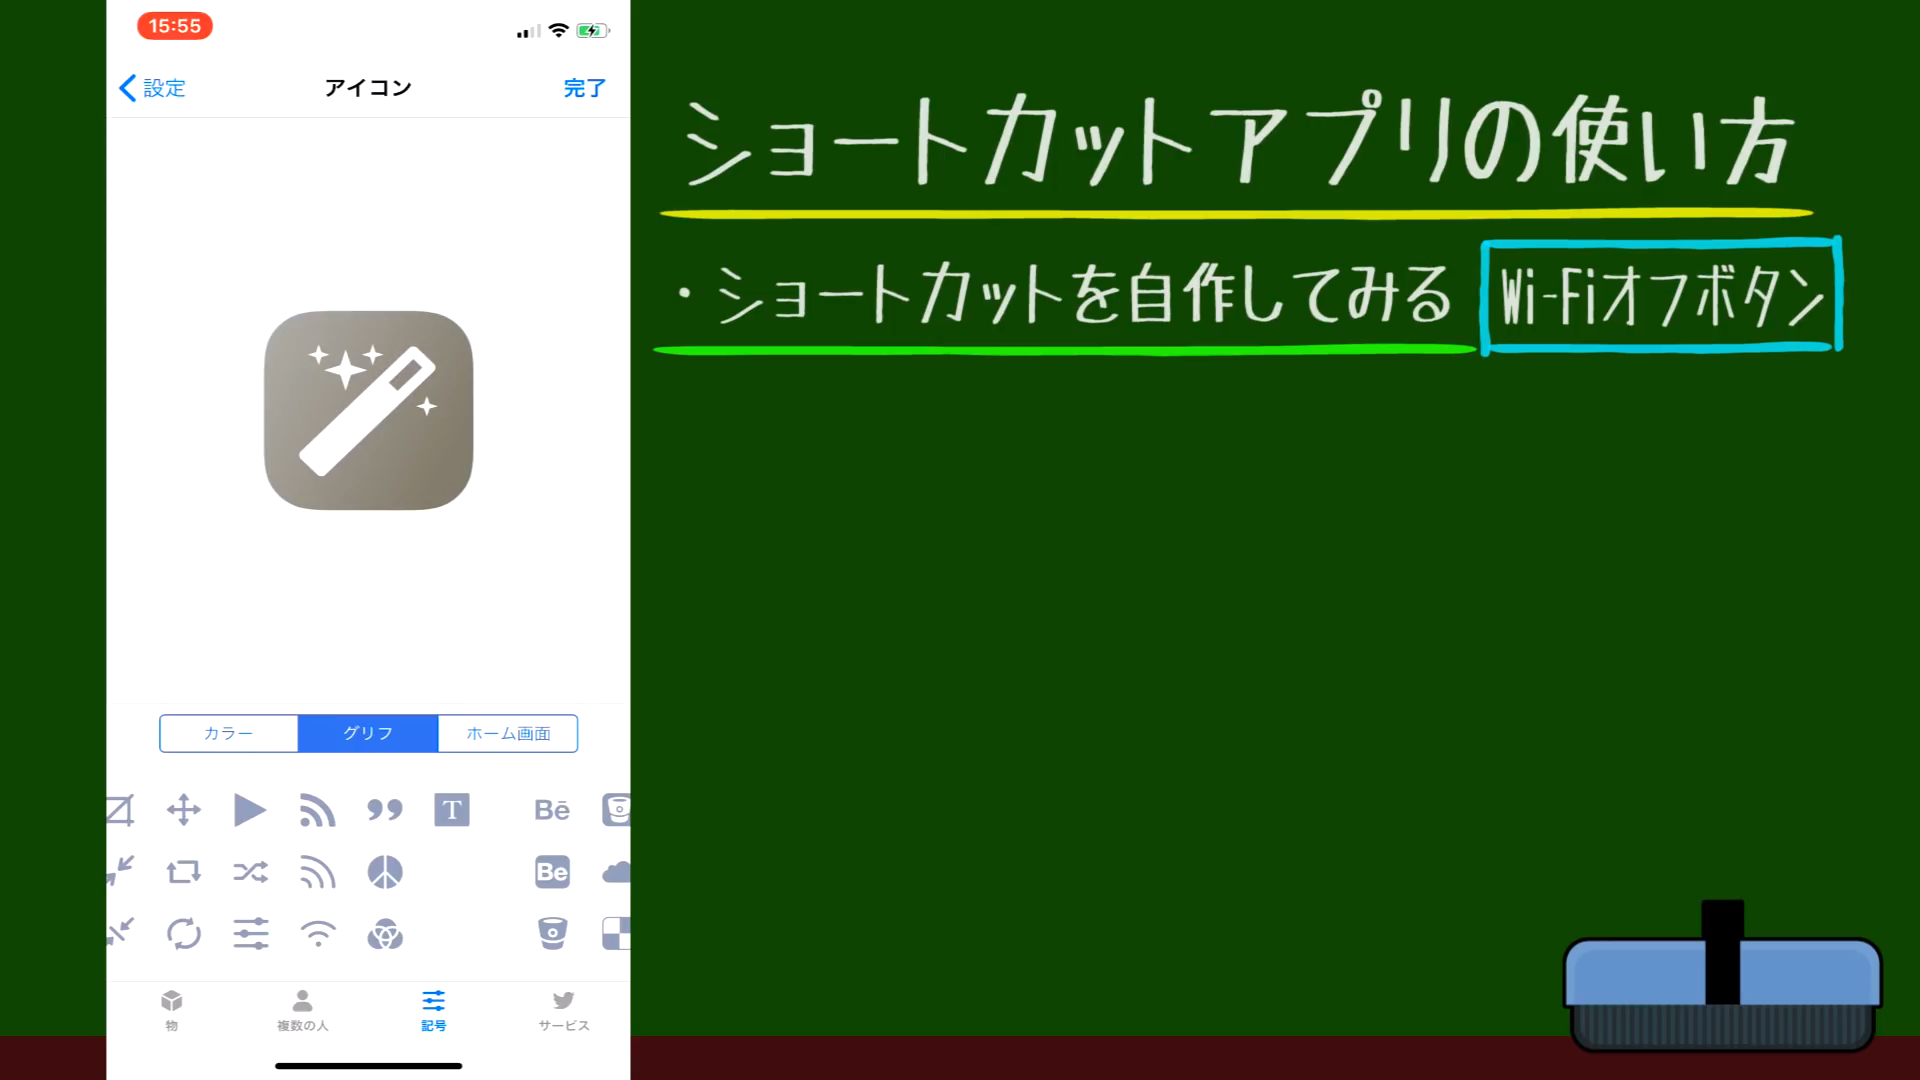 15:55
設定
アイコン
完了
カラー
グリフ
ホーム画面
T
Bē
Be
物
複数の人
記号
サービス
ショートカットアプリの使い方
・ショートカットを自作してみる
Wi-Fiオフボタン